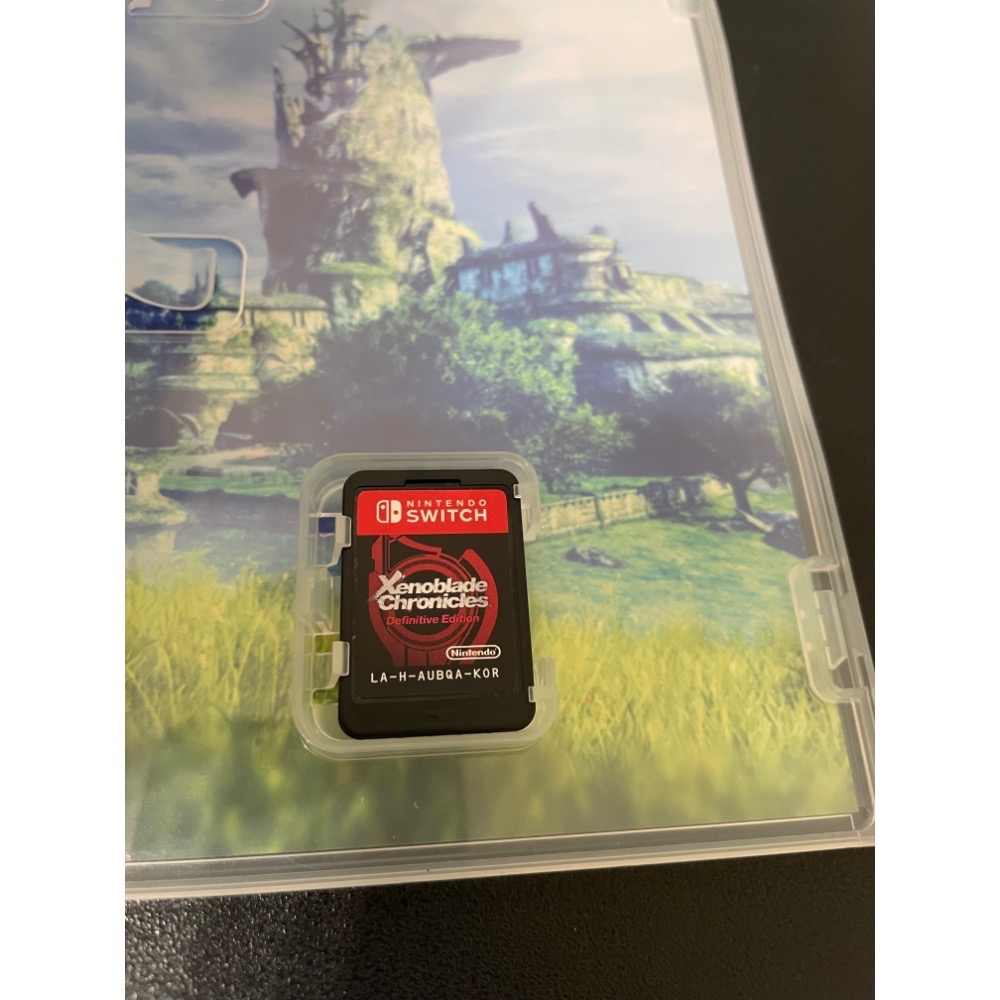 NINTENDO
SWITCH
Xenoblade
Chronicles
Definitive Edition
Nintendo
LA-H-AUBQA-KOR